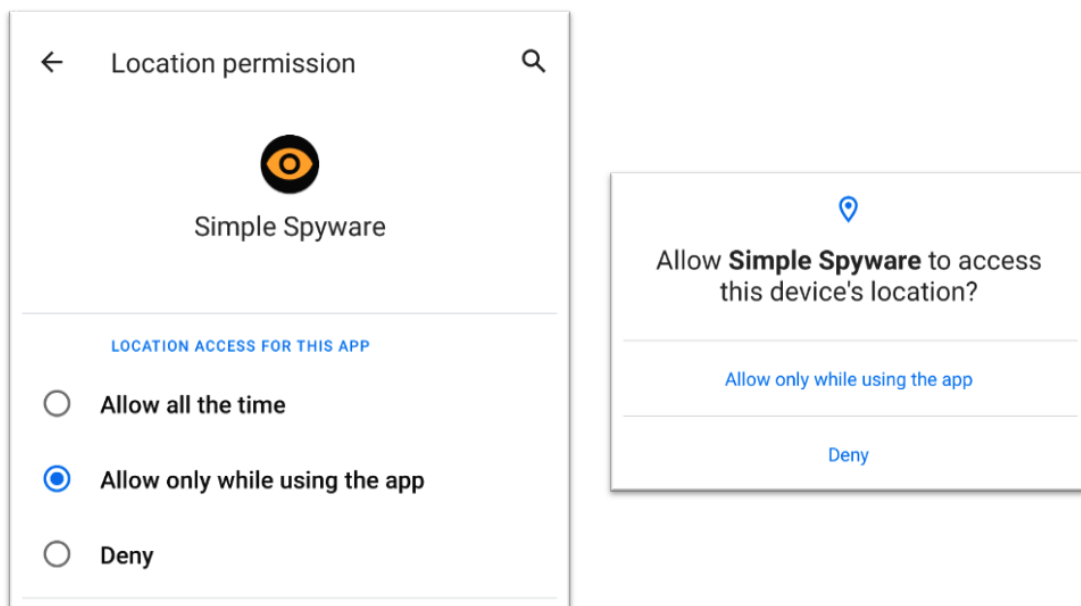 Location permission
Simple Spyware
LOCATION ACCESS FOR THIS APP
Allow all the time
Allow only while using the app
Deny
Allow Simple Spyware to access
this device's location?
Allow only while using the app
Deny